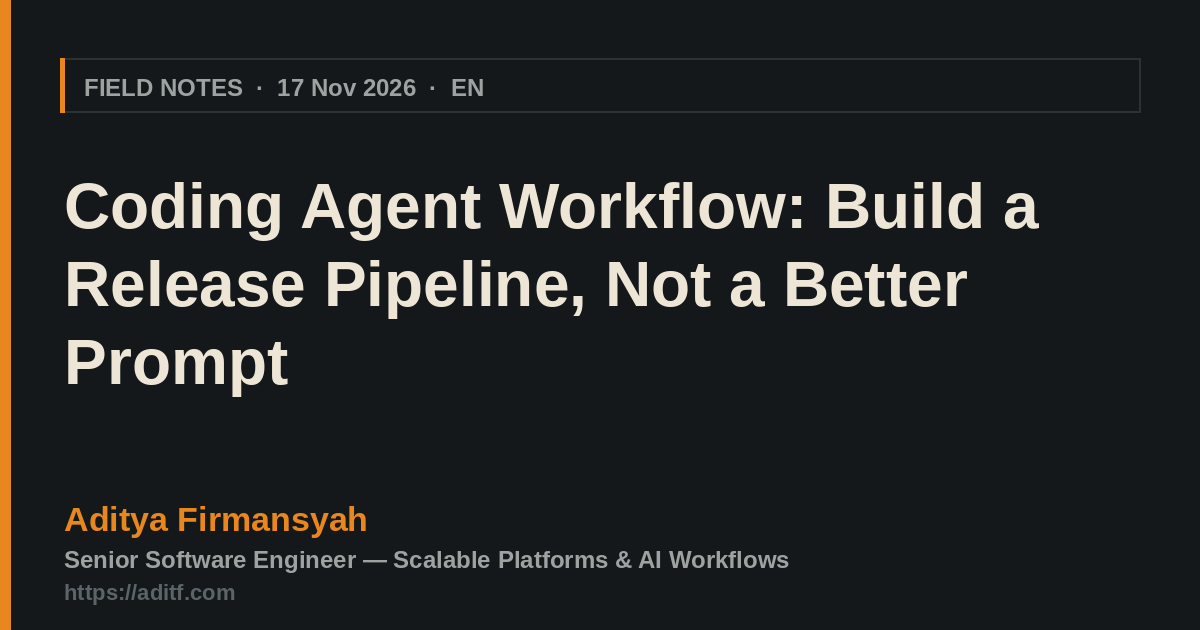 FIELD NOTES · 17 Nov 2026 · EN
Coding Agent Workflow: Build a
Release Pipeline, Not a Better
Prompt
Aditya Firmansyah
Senior Software Engineer — Scalable Platforms & AI Workflows
https://aditf.com